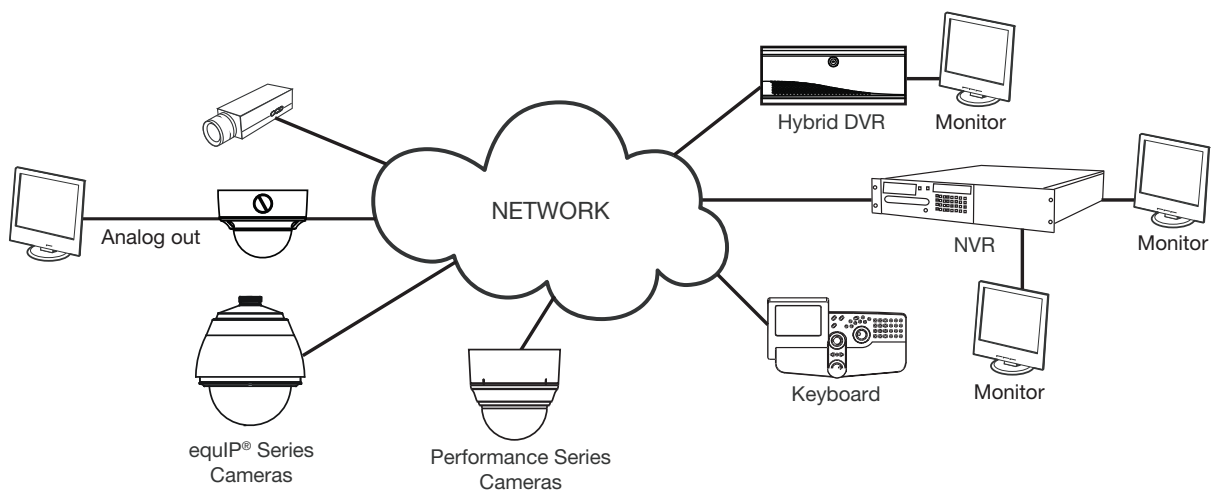 Hybrid DVR
Monitor
NETWORK
Analog out
NVR
Monitor
Keyboard
Monitor
equIP® Series
Cameras
Performance Series
Cameras